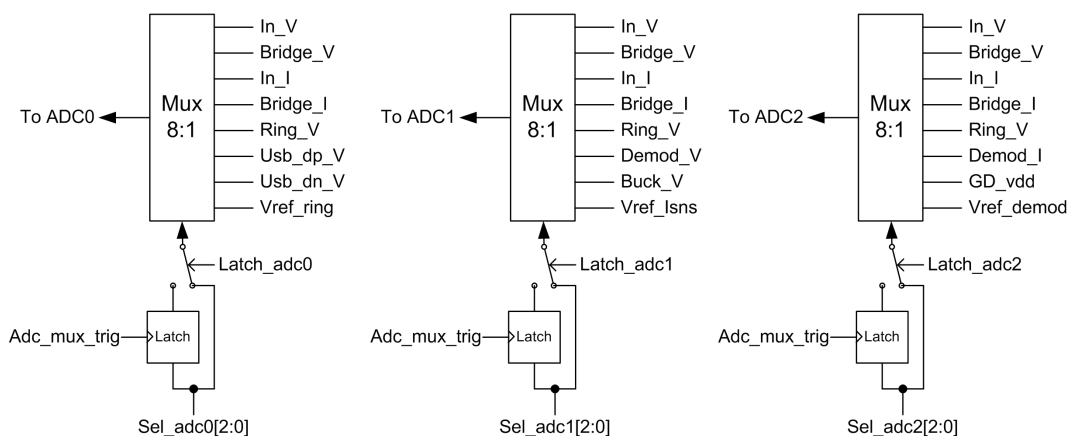 In_V
Bridge_V
In_I
Bridge_I
Ring_V
Usb_dp_V
Usb_dn_V
Vref_ring
Mux
8:1
To ADC0
Latch_adc0
Adc_mux_trig
Latch
Sel_adc0[2:0]
In_V
Bridge_V
In_I
Bridge_I
Ring_V
Demod_V
Buck_V
Vref_Isns
Mux
8:1
To ADC1
Latch_adc1
Adc_mux_trig
Latch
Sel_adc1[2:0]
In_V
Bridge_V
In_I
Bridge_I
Ring_V
Demod_I
GD_vdd
Vref_demod
Mux
8:1
To ADC2
Latch_adc2
Adc_mux_trig
Latch
Sel_adc2[2:0]